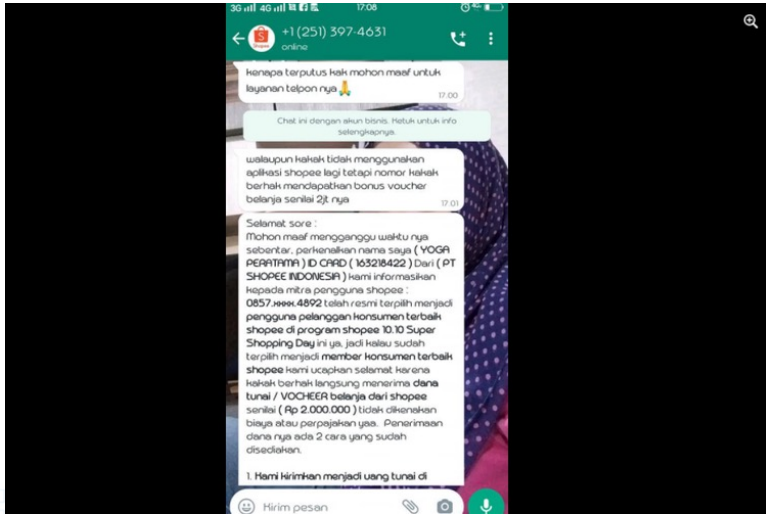 3G 4G 17:08
+1 (251) 397-4631
Shopee
online
kenapa terputus kak mohon maaf untuk
layanan telpon nya🙏
17.00
Chat ini dengan akun bisnis. Ketuk untuk info
selengkapnya.
walaupun kakak tidak menggunakan
aplikasi shopee lagi tetapi nomor kakak
berhak mendapatkan bonus voucher
belanja senilai 2jt nya
17.01
Selamat sore :
Mohon maaf mengganggu waktu nya
sebentar, perkenalkan nama saya ( YOGA
PERATAMA ) ID CARD ( 163218422 ) Dari ( PT
SHOPEE INDONESIA ) kami informasikan
kepada mitra pengguna shopee :
0857.xxxx.4892 telah resmi terpilih menjadi
pengguna pelanggan konsumen terbaik
shopee di program shopee 10.10 Super
Shopping Day ini ya, jadi kalau sudah
terpilih menjadi member konsumen terbaik
shopee kami ucapkan selamat karena
kakak berhak langsung menerima dana
tunai / VOCHEER belanja dari shopee
senilai ( Rp 2.000.000 ) tidak dikenakan
biaya atau perpajakan yaa. Penerimaan
dana nya ada 2 cara yang sudah
disediakan.
1. Kami kirimkan menjadi uang tunai di
Kirim pesan